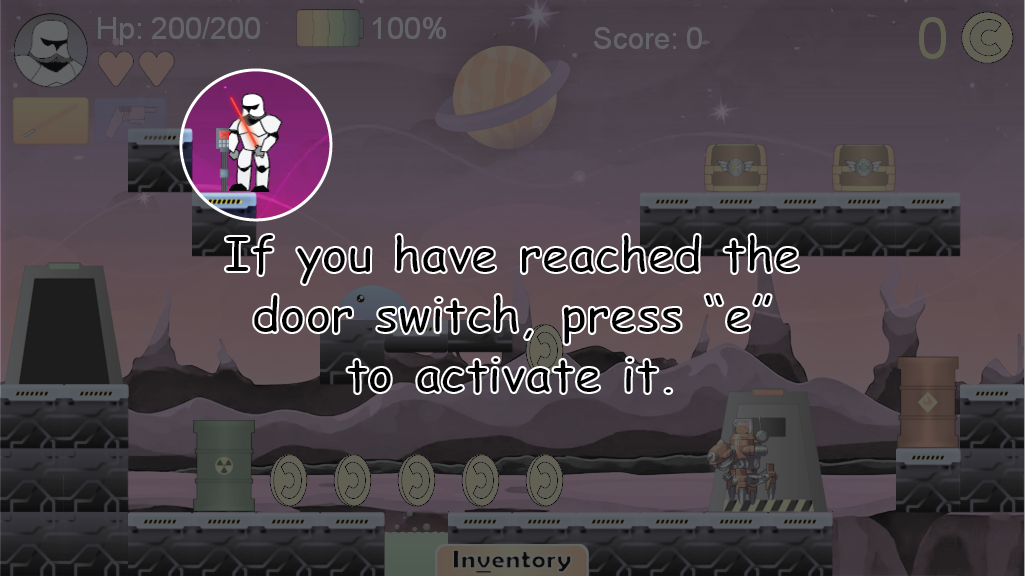 Hp: 200/200
100%
Score: 0
0
If you have reached the
door switch, press “e”
to activate it.
Inventory